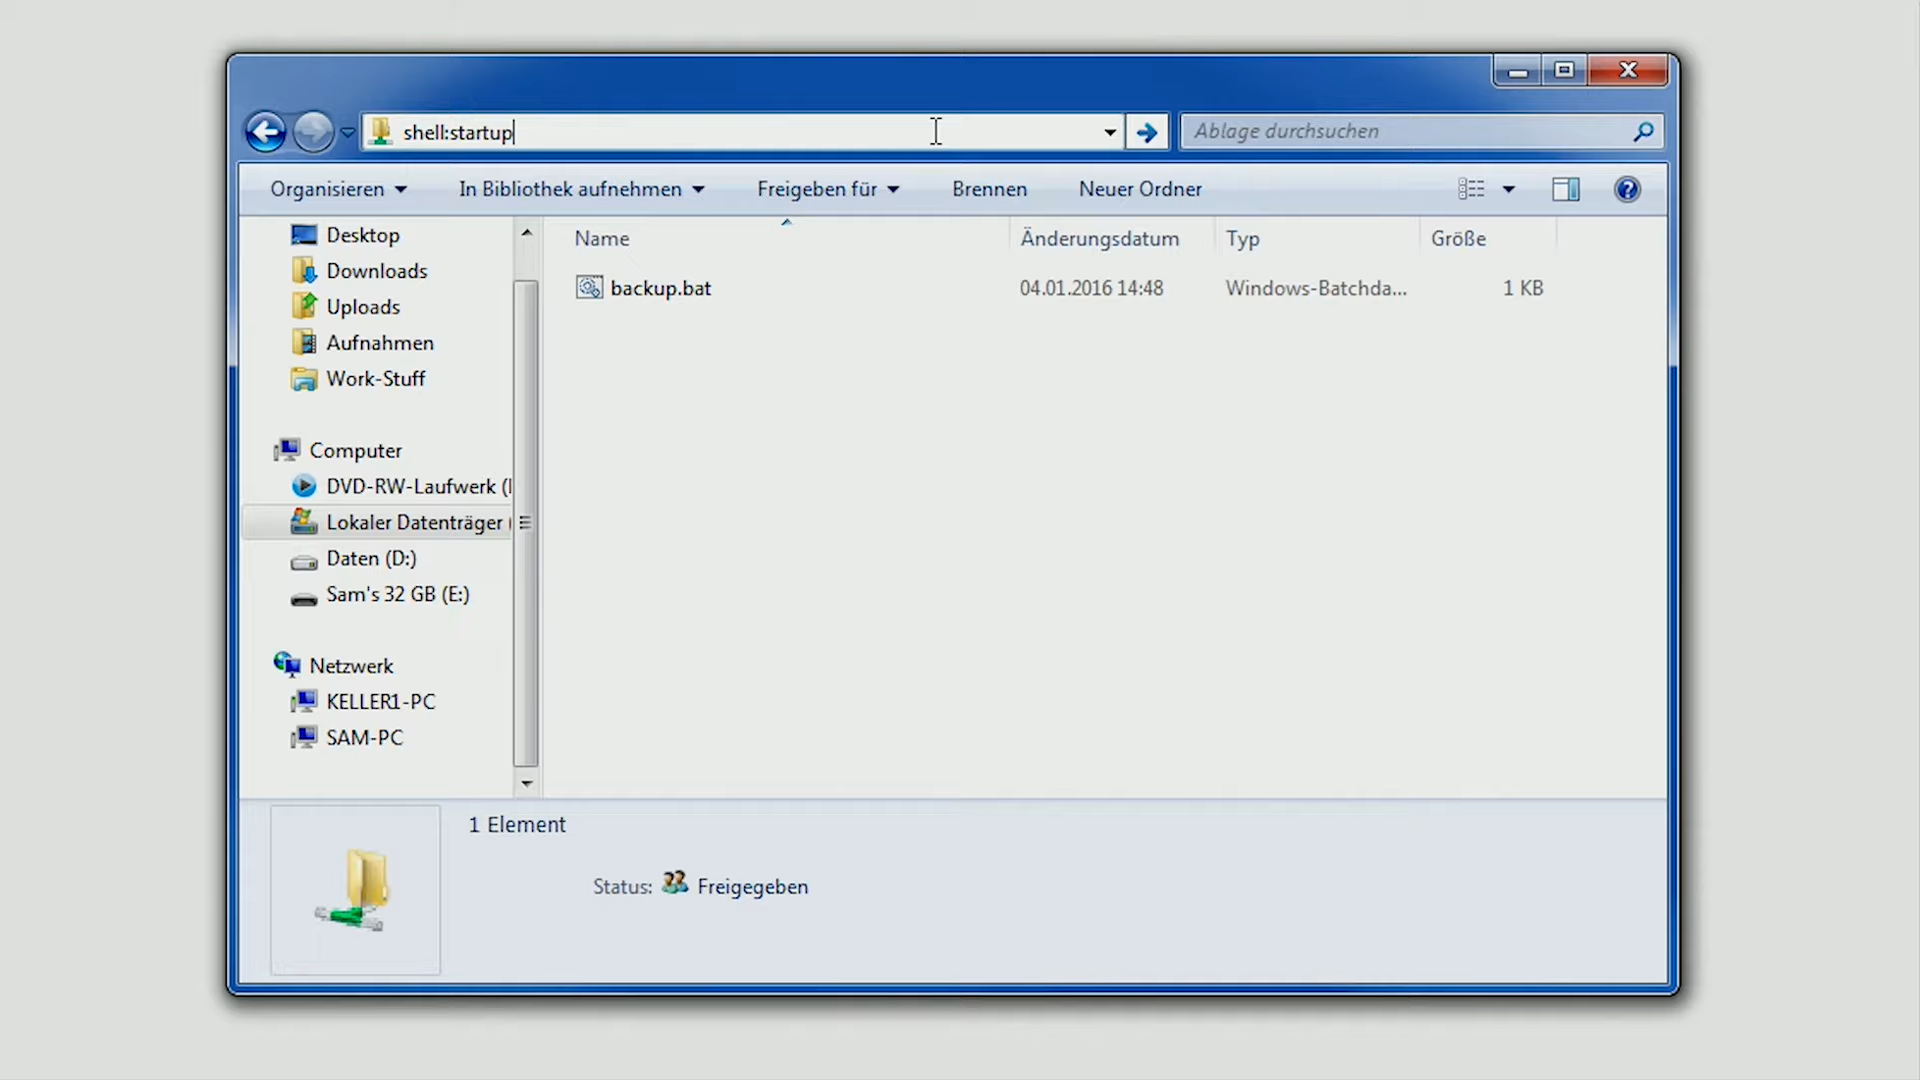 shell:startup
Ablage durchsuchen
Organisieren
In Bibliothek aufnehmen
Freigeben für
Brennen
Neuer Ordner
Desktop
Downloads
Uploads
Aufnahmen
Work-Stuff
Computer
DVD-RW-Laufwerk (
Lokaler Datenträger (
Daten (D:)
Sam's 32 GB (E:)
Netzwerk
KELLER1-PC
SAM-PC
Name
Änderungsdatum
Typ
Größe
backup.bat
04.01.2016 14:48
Windows-Batchda...
1 KB
1 Element
Status: Freigegeben